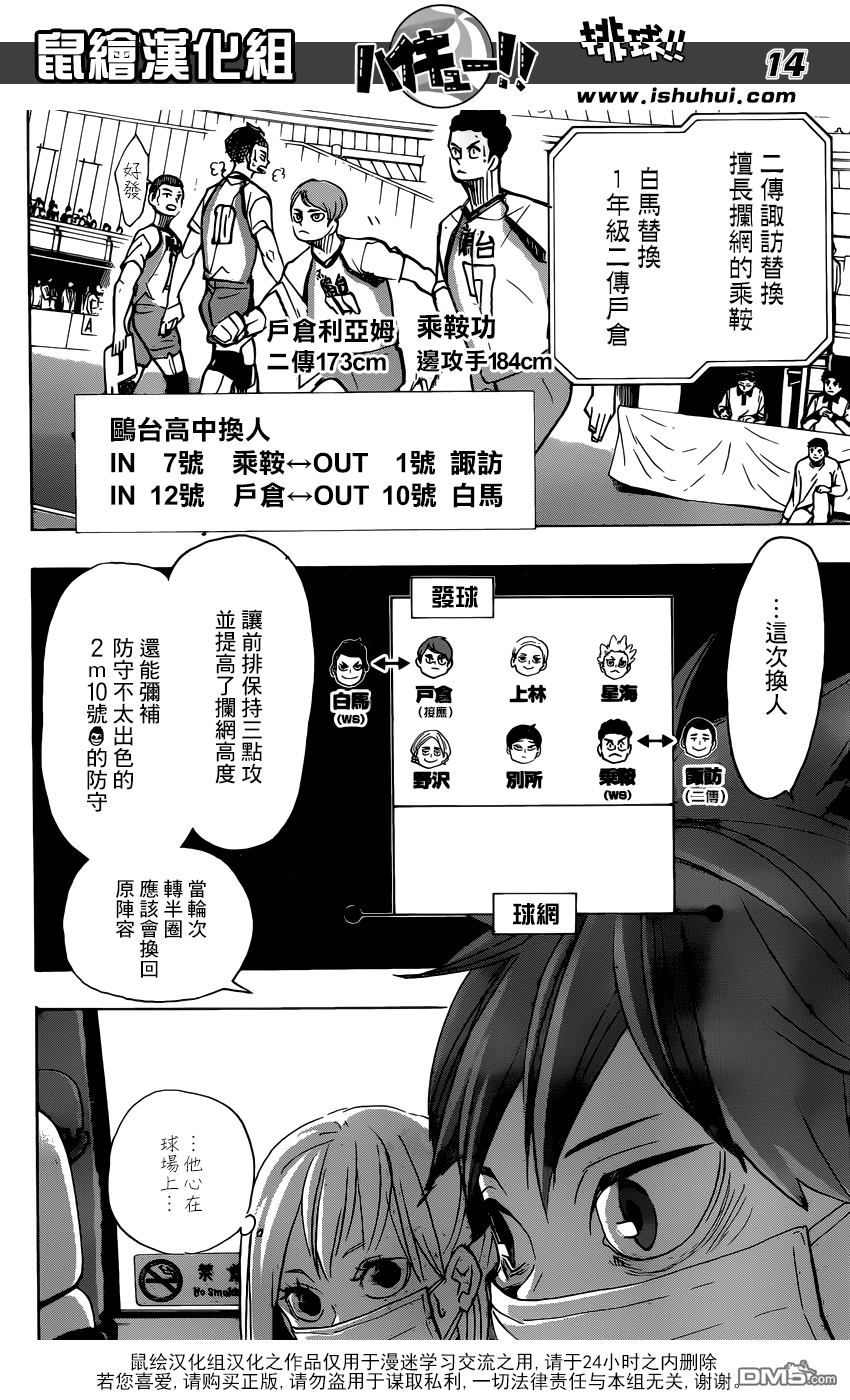 鼠繪漢化組
ハイキュー!!
排球!!
14
www.ishuhui.com
二傳諏訪替換
擅長攔網的乘鞍
白馬替換
1年級二傳戶倉
好發
乘鞍功
邊攻手184cm
戶倉利亞姆
二傳173cm
鷗台高中換人
IN 7號 乘鞍↔OUT 1號 諏訪
IN 12號 戶倉↔OUT 10號 白馬
…這次換人
發球
白馬
(WS)
戶倉
(接應)
上林
星海
野沢
別所
乘鞍
(WS)
諏訪
(二傳)
球網
讓前排保持三點攻
並提高了攔網高度
還能彌補
防守不太出色的
2m10號的防守
當輪次
轉半圈
應該會換回
原陣容
…他心在
球場上…
禁
No Smoking
鼠绘汉化组汉化之作品仅用于漫迷学习交流之用, 请于24小时之内删除
若您喜爱, 请购买正版, 请勿盗用于谋取私利, 一切法律责任与本组无关, 谢谢。
DM5.com